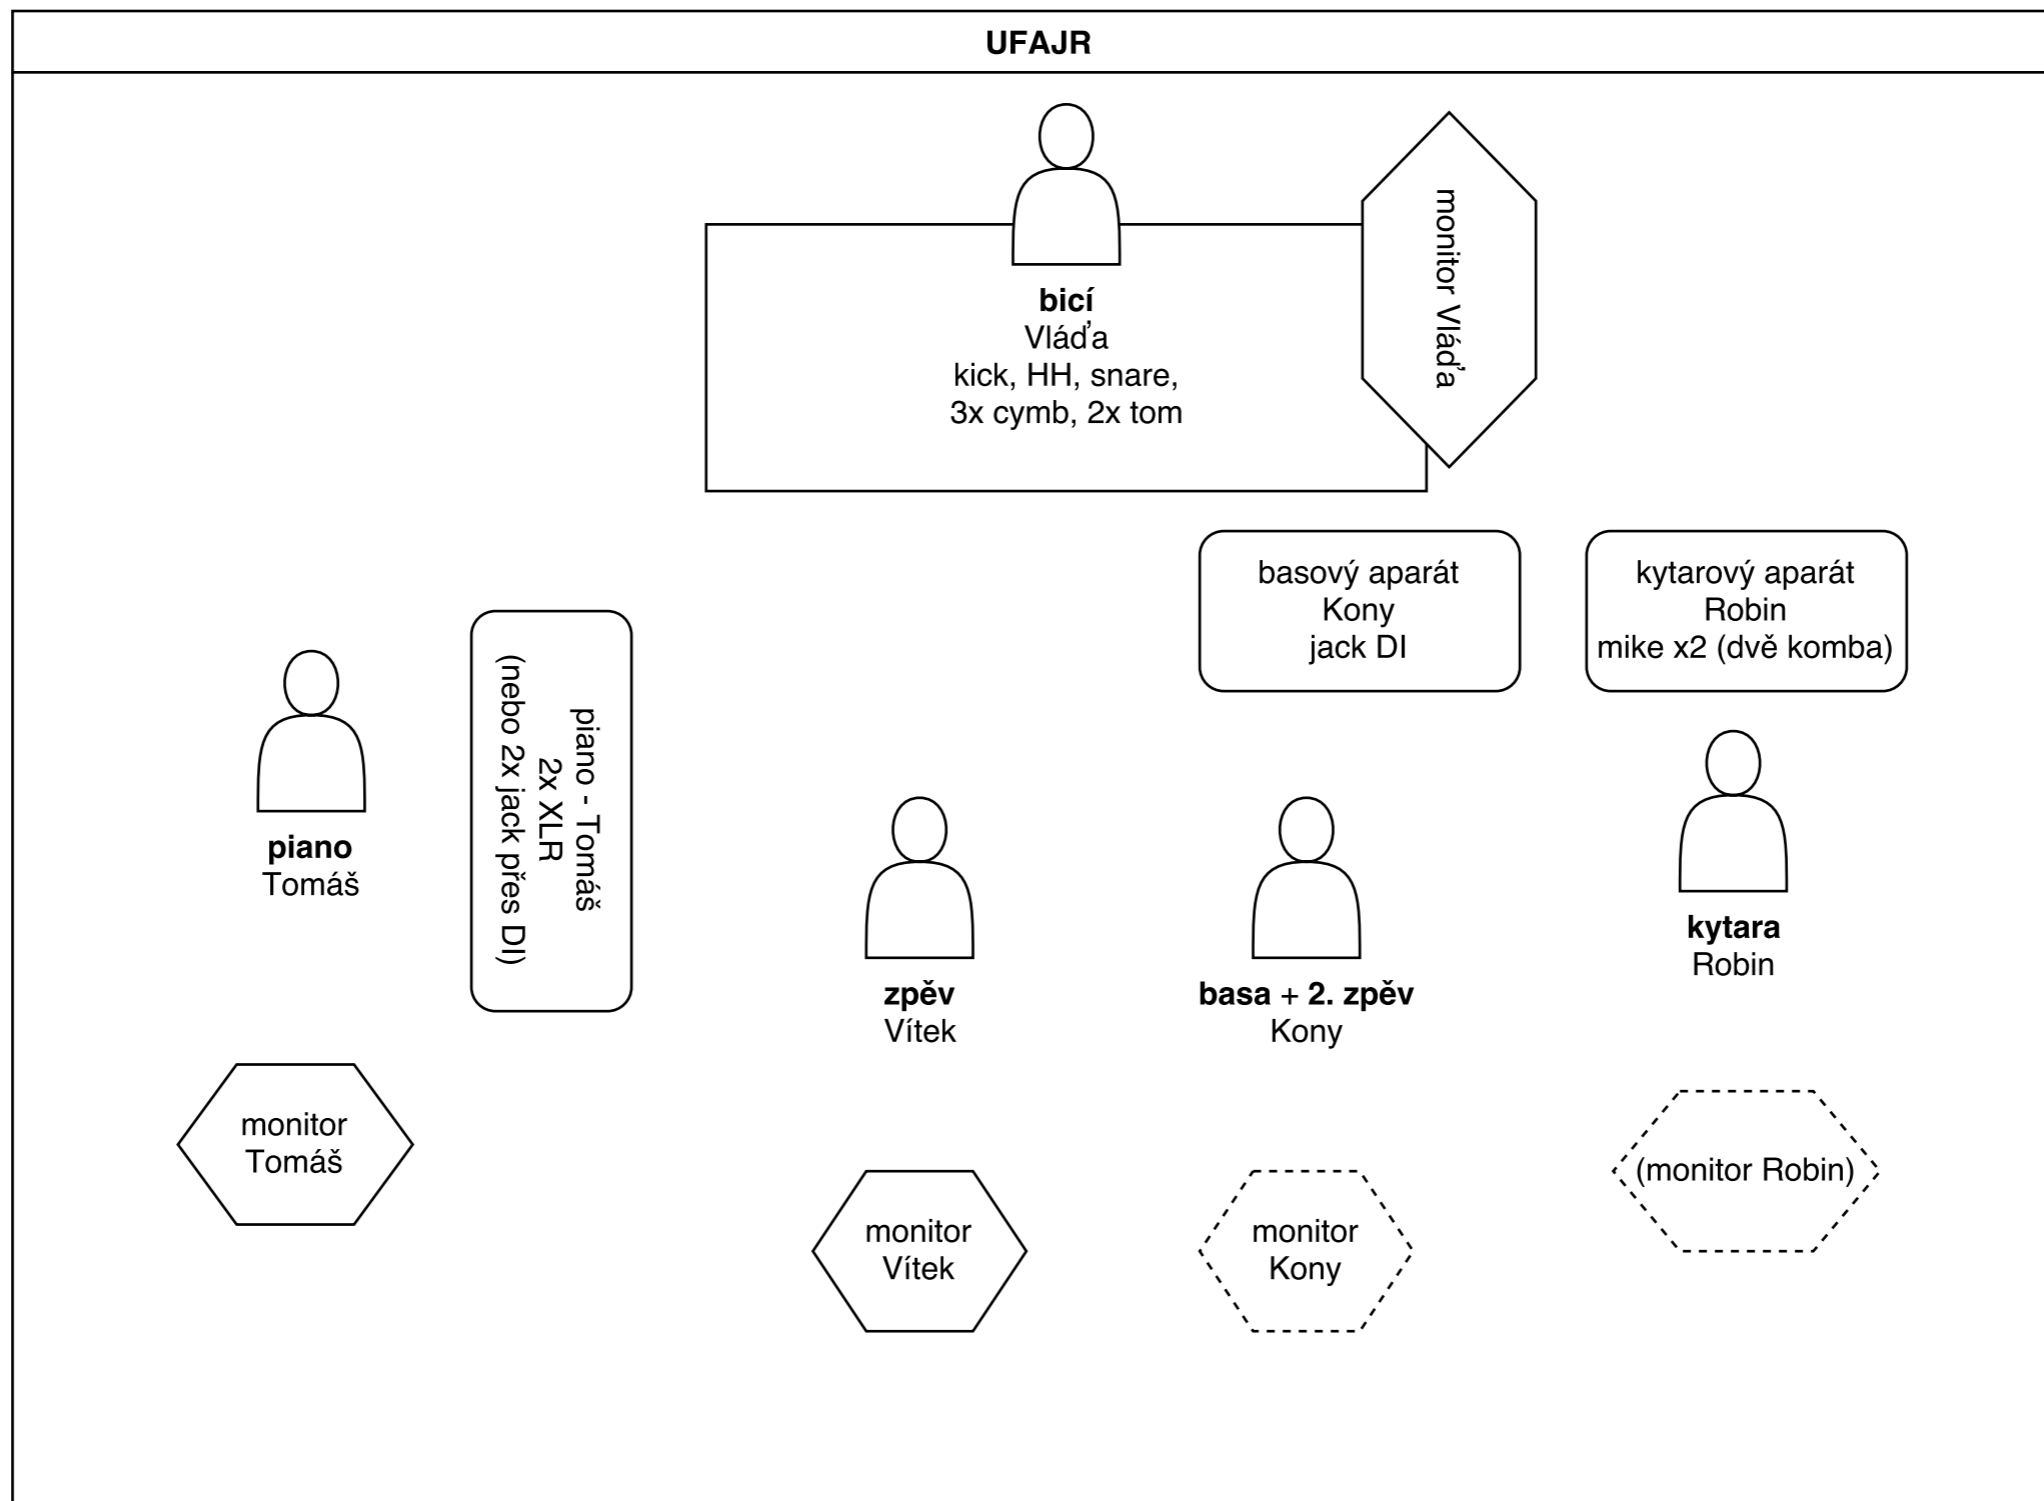 UFAJR
bicí
Vláďa
kick, HH, snare,
3x cymb, 2x tom
monitor Vláďa
basový aparát
Kony
jack DI
kytarový aparát
Robin
mike x2 (dvě komba)
piano
Tomáš
piano - Tomáš
2x XLR
(nebo 2x jack přes DI)
zpěv
Vítek
basa + 2. zpěv
Kony
kytara
Robin
monitor
Tomáš
monitor
Vítek
monitor
Kony
(monitor Robin)